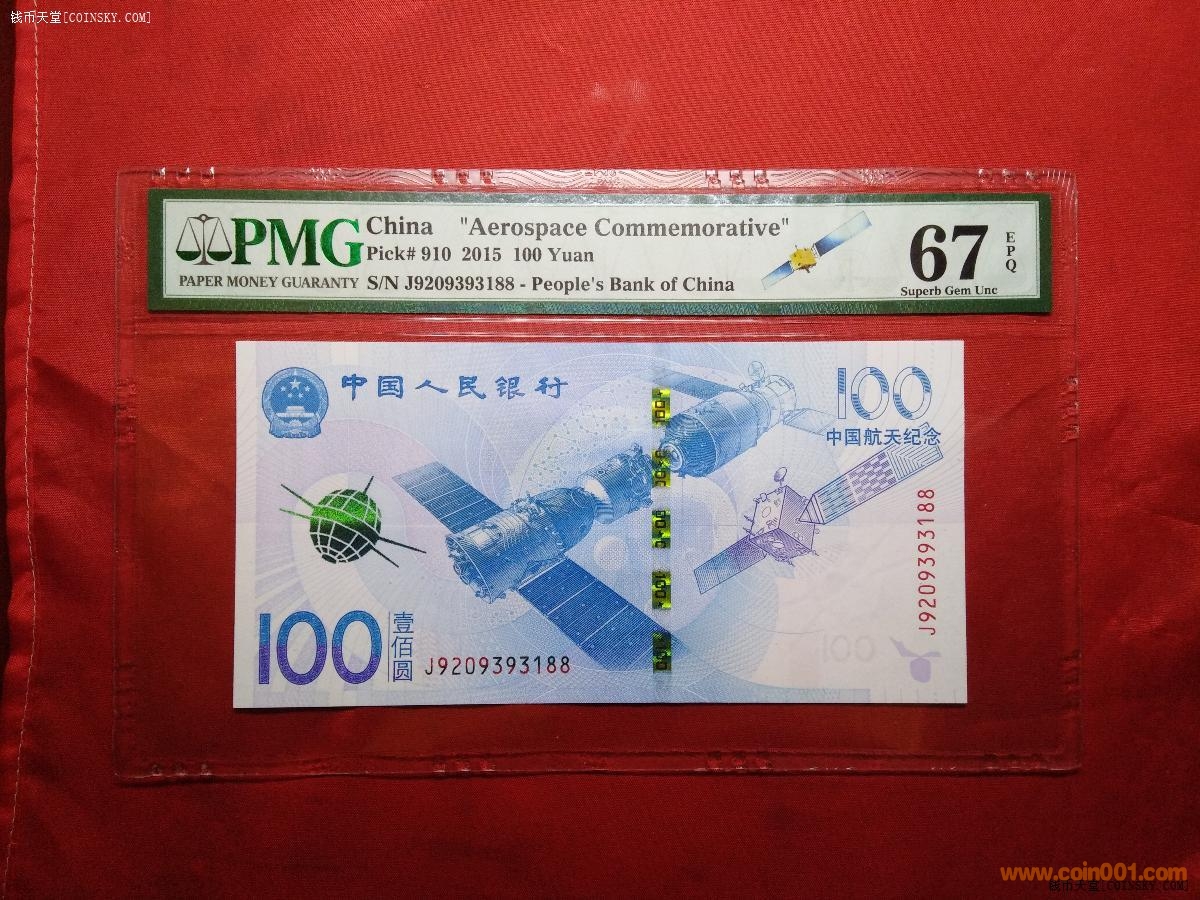 钱币天堂[COINSKY.COM]
PMG
PAPER MONEY GUARANTY
China "Aerospace Commemorative"
Pick# 910 2015 100 Yuan
S/N J9209393188 - People's Bank of China
67
EPQ
Superb Gem Unc
中国人民银行
100
中国航天纪念
J9209393188
100
壹佰圆
J9209393188
www.coin001.com
钱币天堂[COINSKY.COM]